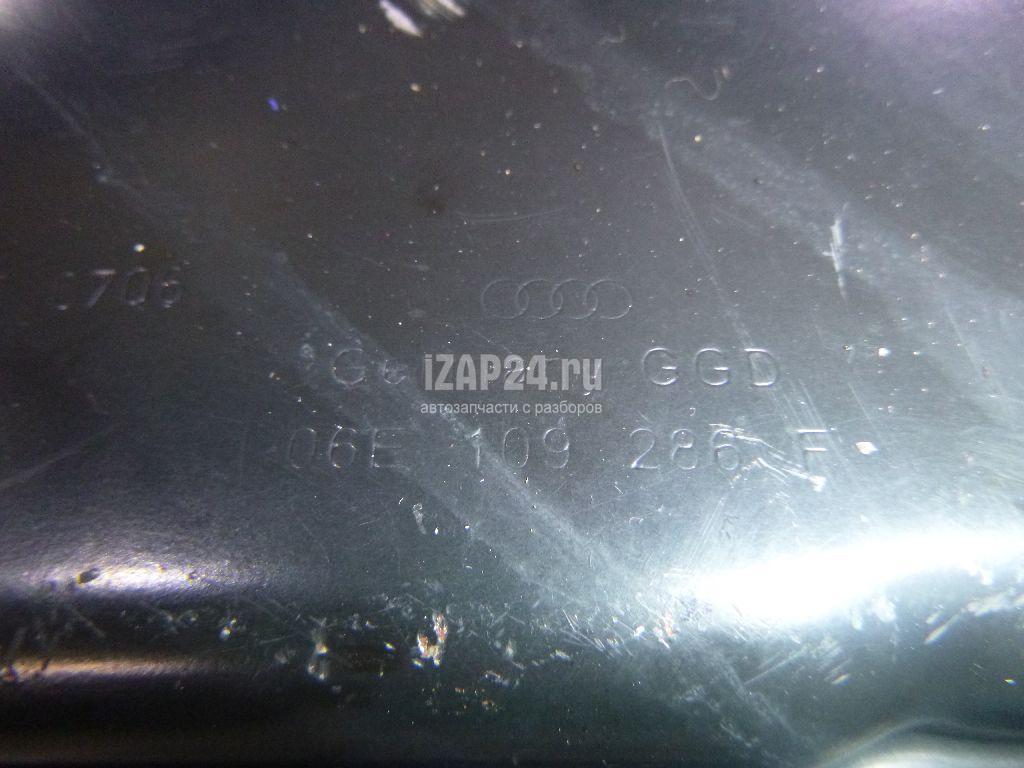 GGD
iZAP24.ru
автозапчасти с разборов
06E 109 286 F